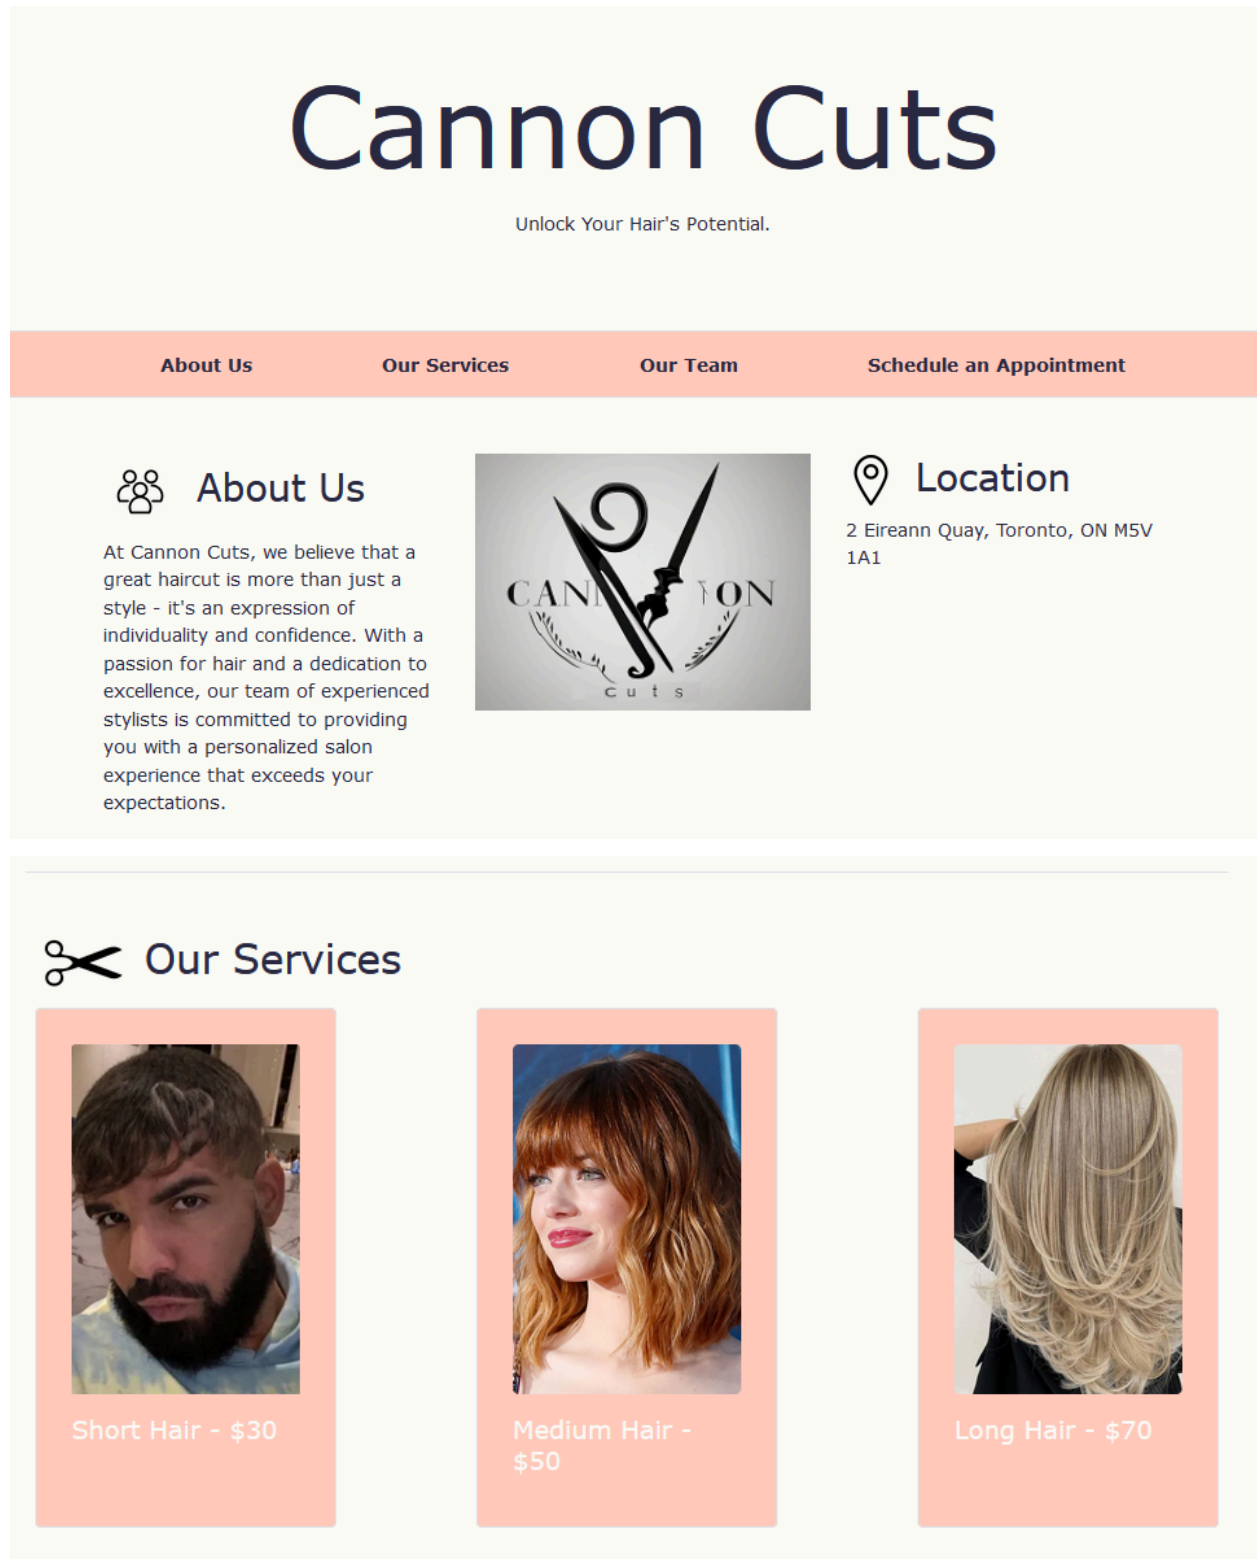 Cannon Cuts
Unlock Your Hair's Potential.
About Us
Our Services
Our Team
Schedule an Appointment
About Us
At Cannon Cuts, we believe that a
great haircut is more than just a
style - it's an expression of
individuality and confidence. With a
passion for hair and a dedication to
excellence, our team of experienced
stylists is committed to providing
you with a personalized salon
experience that exceeds your
expectations.
CANNON
cuts
Location
2 Eireann Quay, Toronto, ON M5V
1A1
Our Services
Short Hair - $30
Medium Hair -
$50
Long Hair - $70